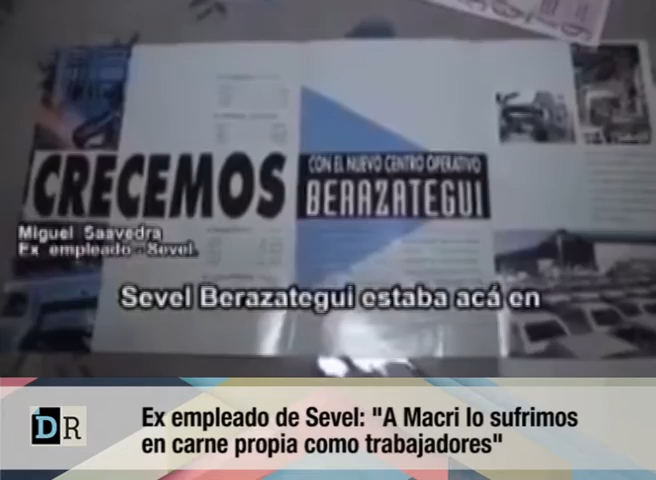 CRECEMOS
CON EL NUEVO CENTRO OPERATIVO
BERAZATEGUI
Miguel Saavedra
Ex empleado - Sevel.
Sevel Berazategui estaba acá en
DR
Ex empleado de Sevel: "A Macri lo sufrimos
en carne propia como trabajadores"